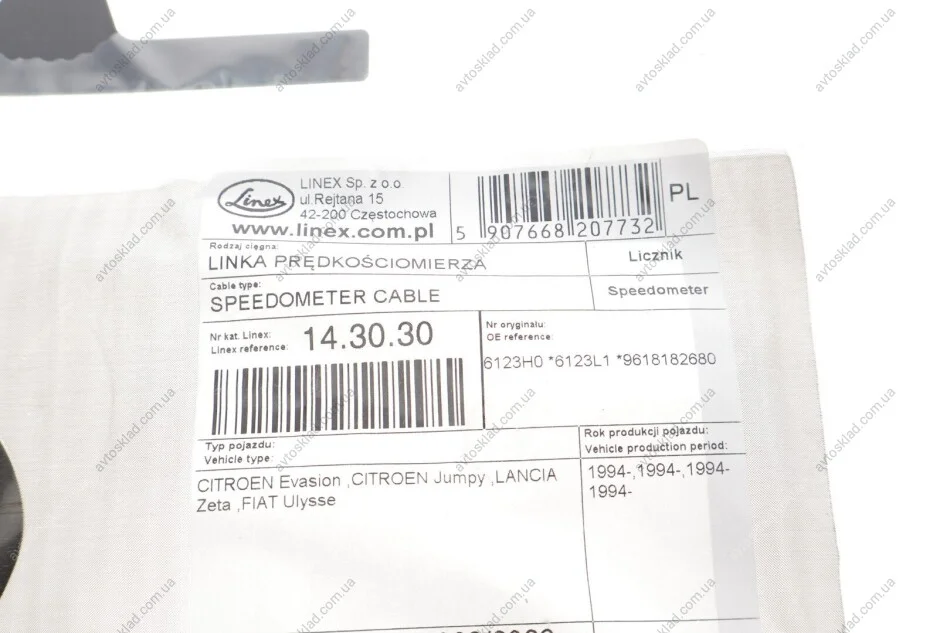 Linex
LINEX Sp. z o.o.
ul.Rejtana 15
42-200 Częstochowa
www.linex.com.pl
5 907668 207732
PL
Rodzaj cięgna:
LINKA PRĘDKOŚCIOMIERZA
Licznik
Cable type:
SPEEDOMETER CABLE
Speedometer
Nr kat. Linex:
Linex reference:
14.30.30
Nr oryginału:
OE reference:
6123H0 *6123L1 *9618182680
Typ pojazdu:
Vehicle type:
Rok produkcji pojazdu:
Vehicle production period:
CITROEN Evasion ,CITROEN Jumpy ,LANCIA
Zeta ,FIAT Ulysse
1994-,1994-,1994-
1994-
avtosklad.com.ua